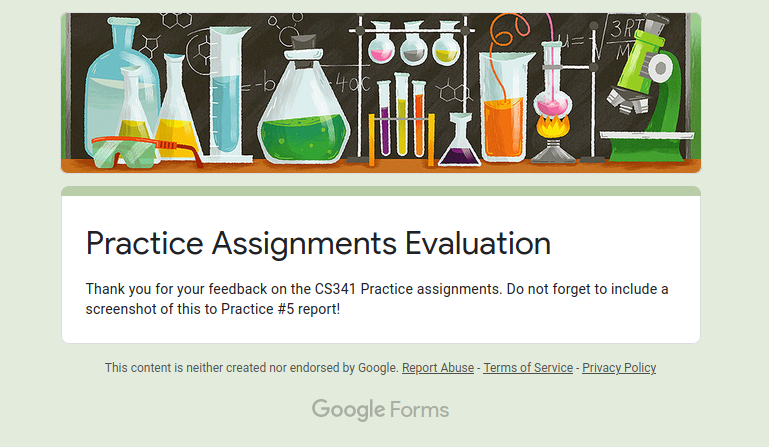 =-b
-4ac
u=
3RT
M
Practice Assignments Evaluation
Thank you for your feedback on the CS341 Practice assignments. Do not forget to include a
screenshot of this to Practice #5 report!
This content is neither created nor endorsed by Google. Report Abuse - Terms of Service - Privacy Policy
Google Forms